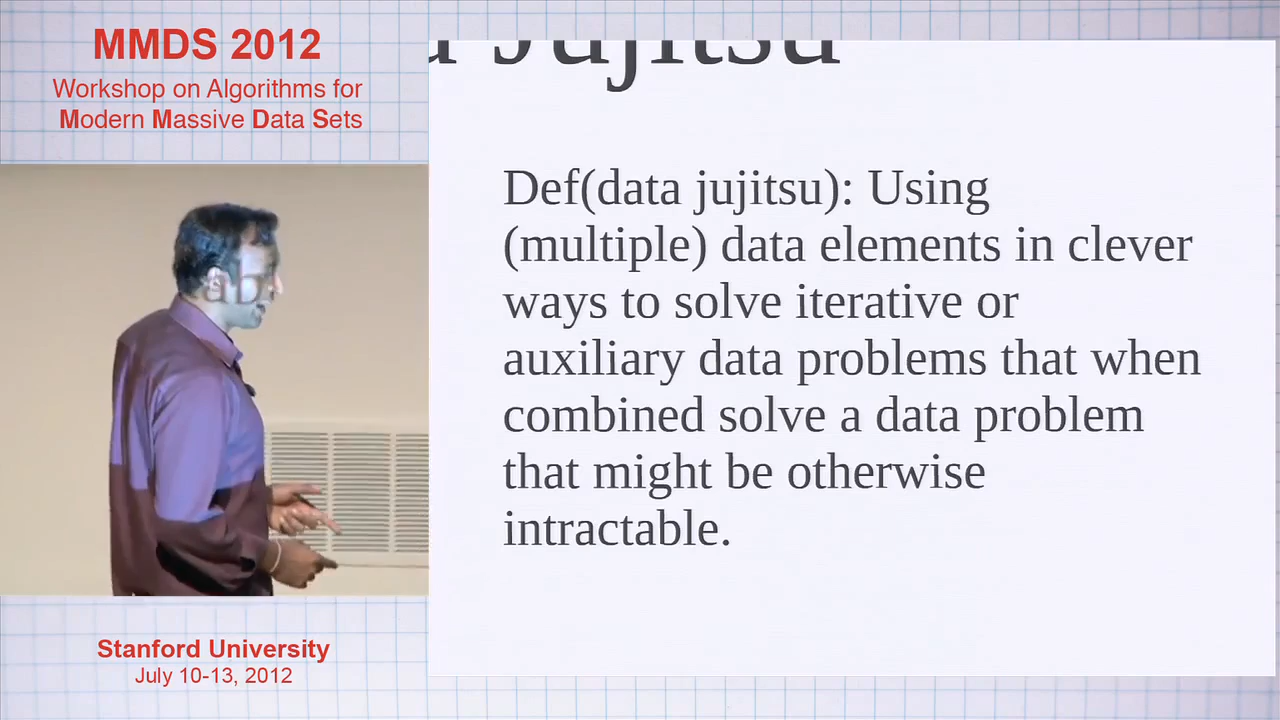 MMDS 2012
Workshop on Algorithms for
Modern Massive Data Sets
a Jujitsu
Def(data jujitsu): Using
(multiple) data elements in clever
ways to solve iterative or
auxiliary data problems that when
combined solve a data problem
that might be otherwise
intractable.
Stanford University
July 10-13, 2012